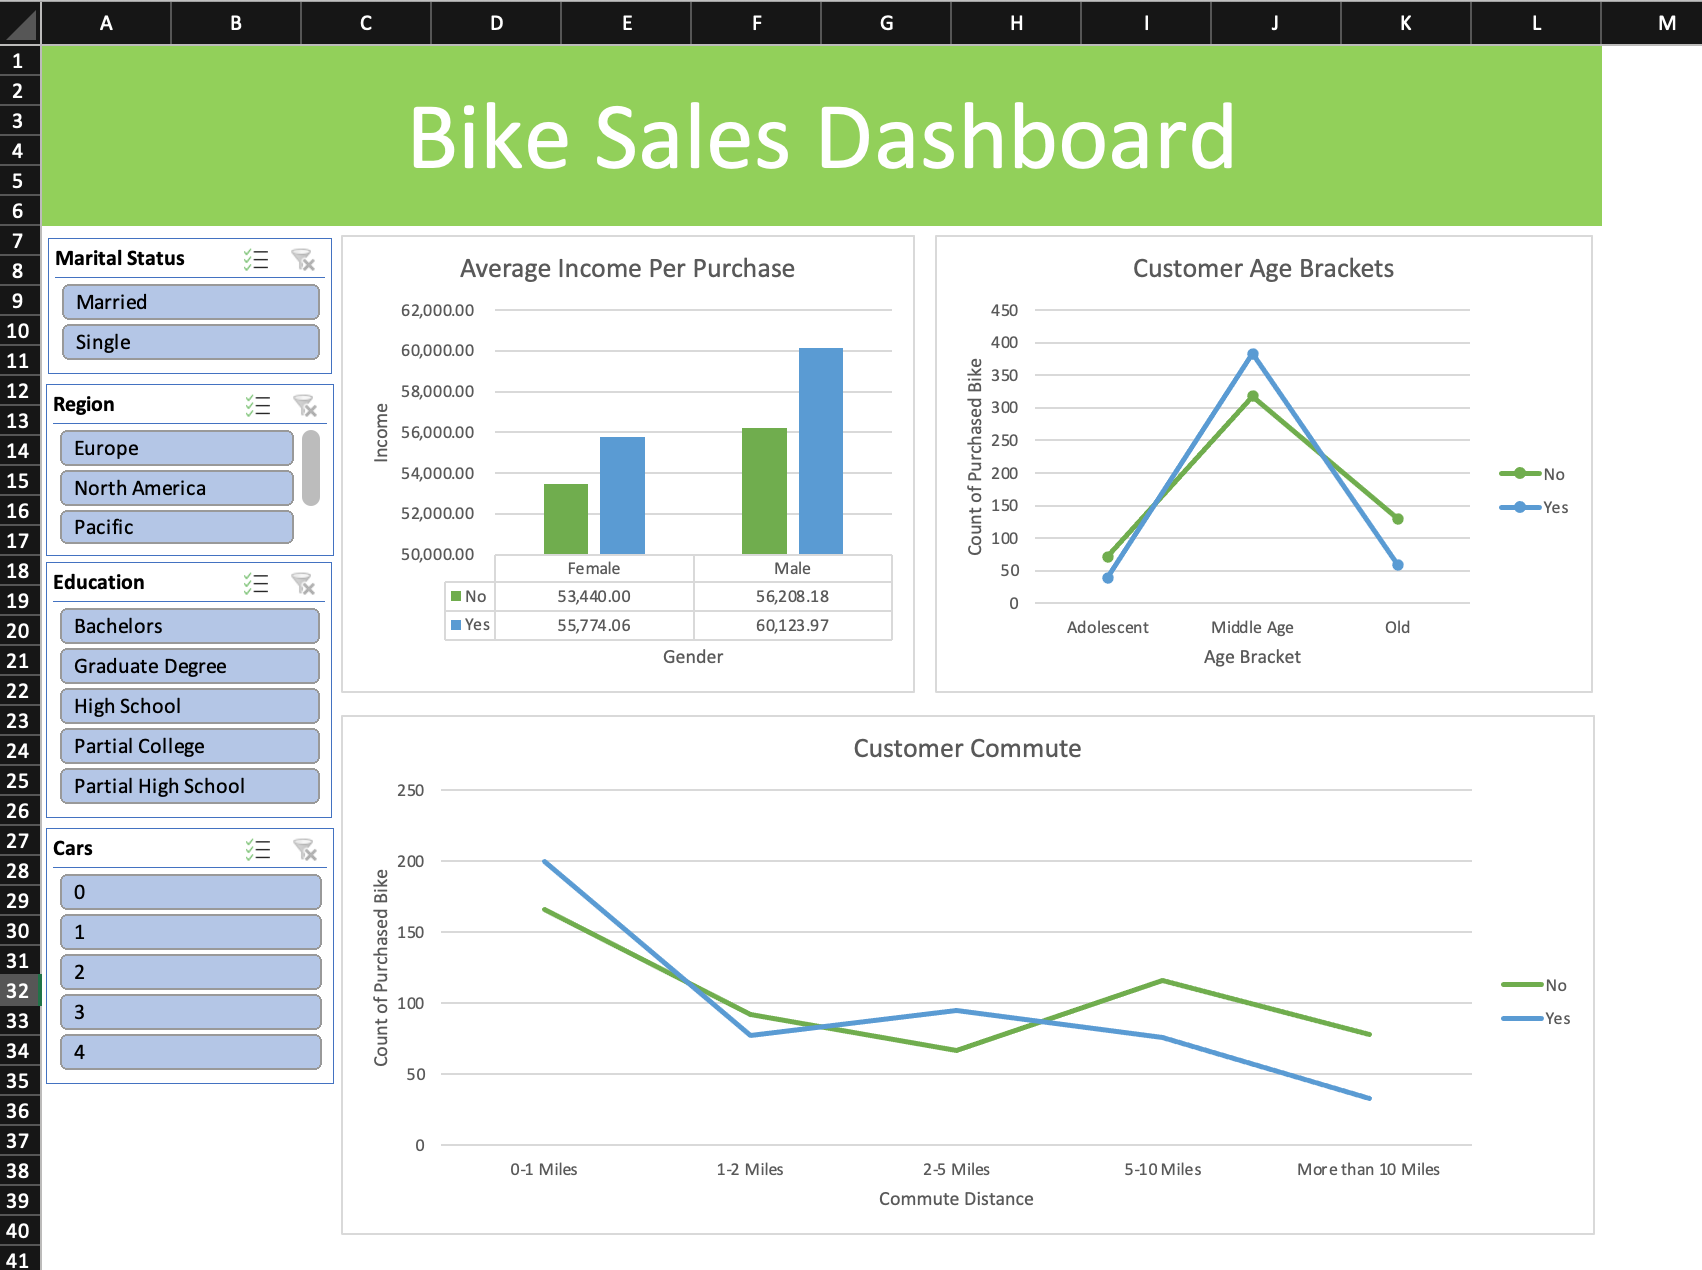 A B C D E F G H I J K L M
1
2
3
4
5
6
7
8
9
10
11
12
13
14
15
16
17
18
19
20
21
22
23
24
25
26
27
28
29
30
31
32
33
34
35
36
37
38
39
40
41
Bike Sales Dashboard
Marital Status
Married
Single
Region
Europe
North America
Pacific
Education
Bachelors
Graduate Degree
High School
Partial College
Partial High School
Cars
0
1
2
3
4
Average Income Per Purchase
Income
62,000.00
60,000.00
58,000.00
56,000.00
54,000.00
52,000.00
50,000.00
Female Male
No 53,440.00 56,208.18
Yes 55,774.06 60,123.97
Gender
Customer Age Brackets
Count of Purchased Bike
450
400
350
300
250
200
150
100
50
0
Adolescent Middle Age Old
Age Bracket
No
Yes
Customer Commute
Count of Purchased Bike
250
200
150
100
50
0
0-1 Miles 1-2 Miles 2-5 Miles 5-10 Miles More than 10 Miles
Commute Distance
No
Yes